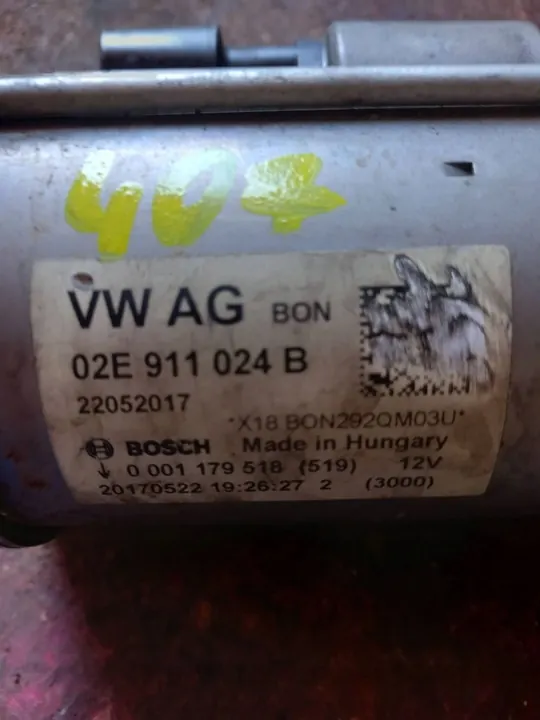 407
VW AG BON
02E 911 024 B
22052017
*X18 BON292QM03U*
BOSCH Made in Hungary
↓ 0 001 179 518 (519) 12V
20170522 19:26:27 2 (3000)